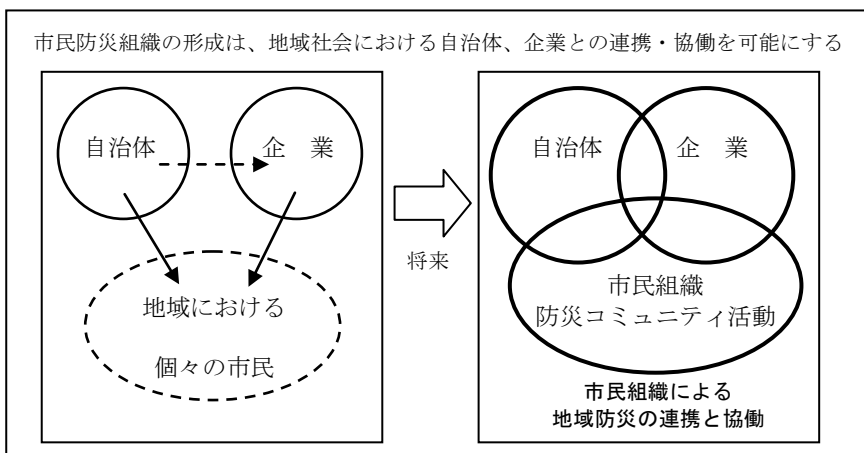 市民防災組織の形成は、地域社会における自治体、企業との連携・協働を可能にする
自治体
企　業
地域における
個々の市民
将来
自治体
企　業
市民組織
防災コミュニティ活動
市民組織による
地域防災の連携と協働